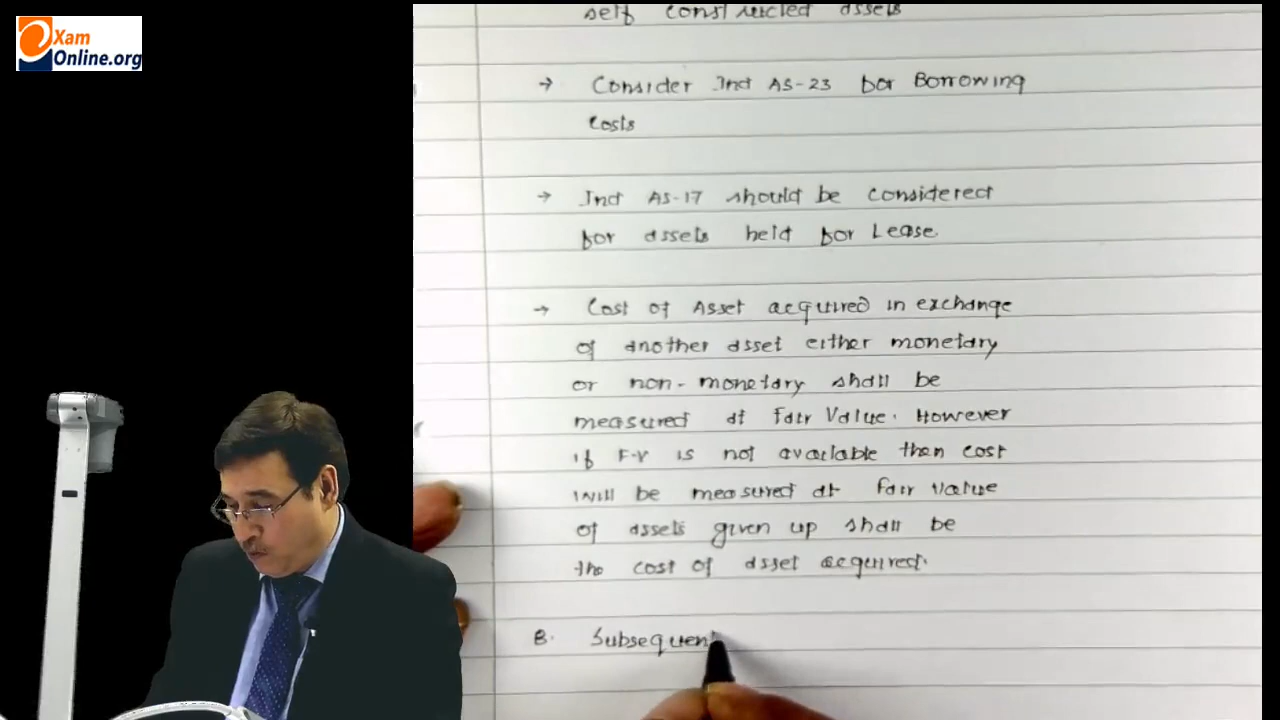 Xam
Online.org
self constructed assets
→ Consider Ind AS-23 for Borrowing
Costs
→ Ind AS-17 should be considered
for assets held for Lease
→ Cost of Asset acquired in exchange
of another asset either monetary
or non-monetary shall be
measured at Fair Value. However
if F-V is not available then cost
will be measured at fair value
of assets given up shall be
the cost of asset acquired.
B. Subsequent